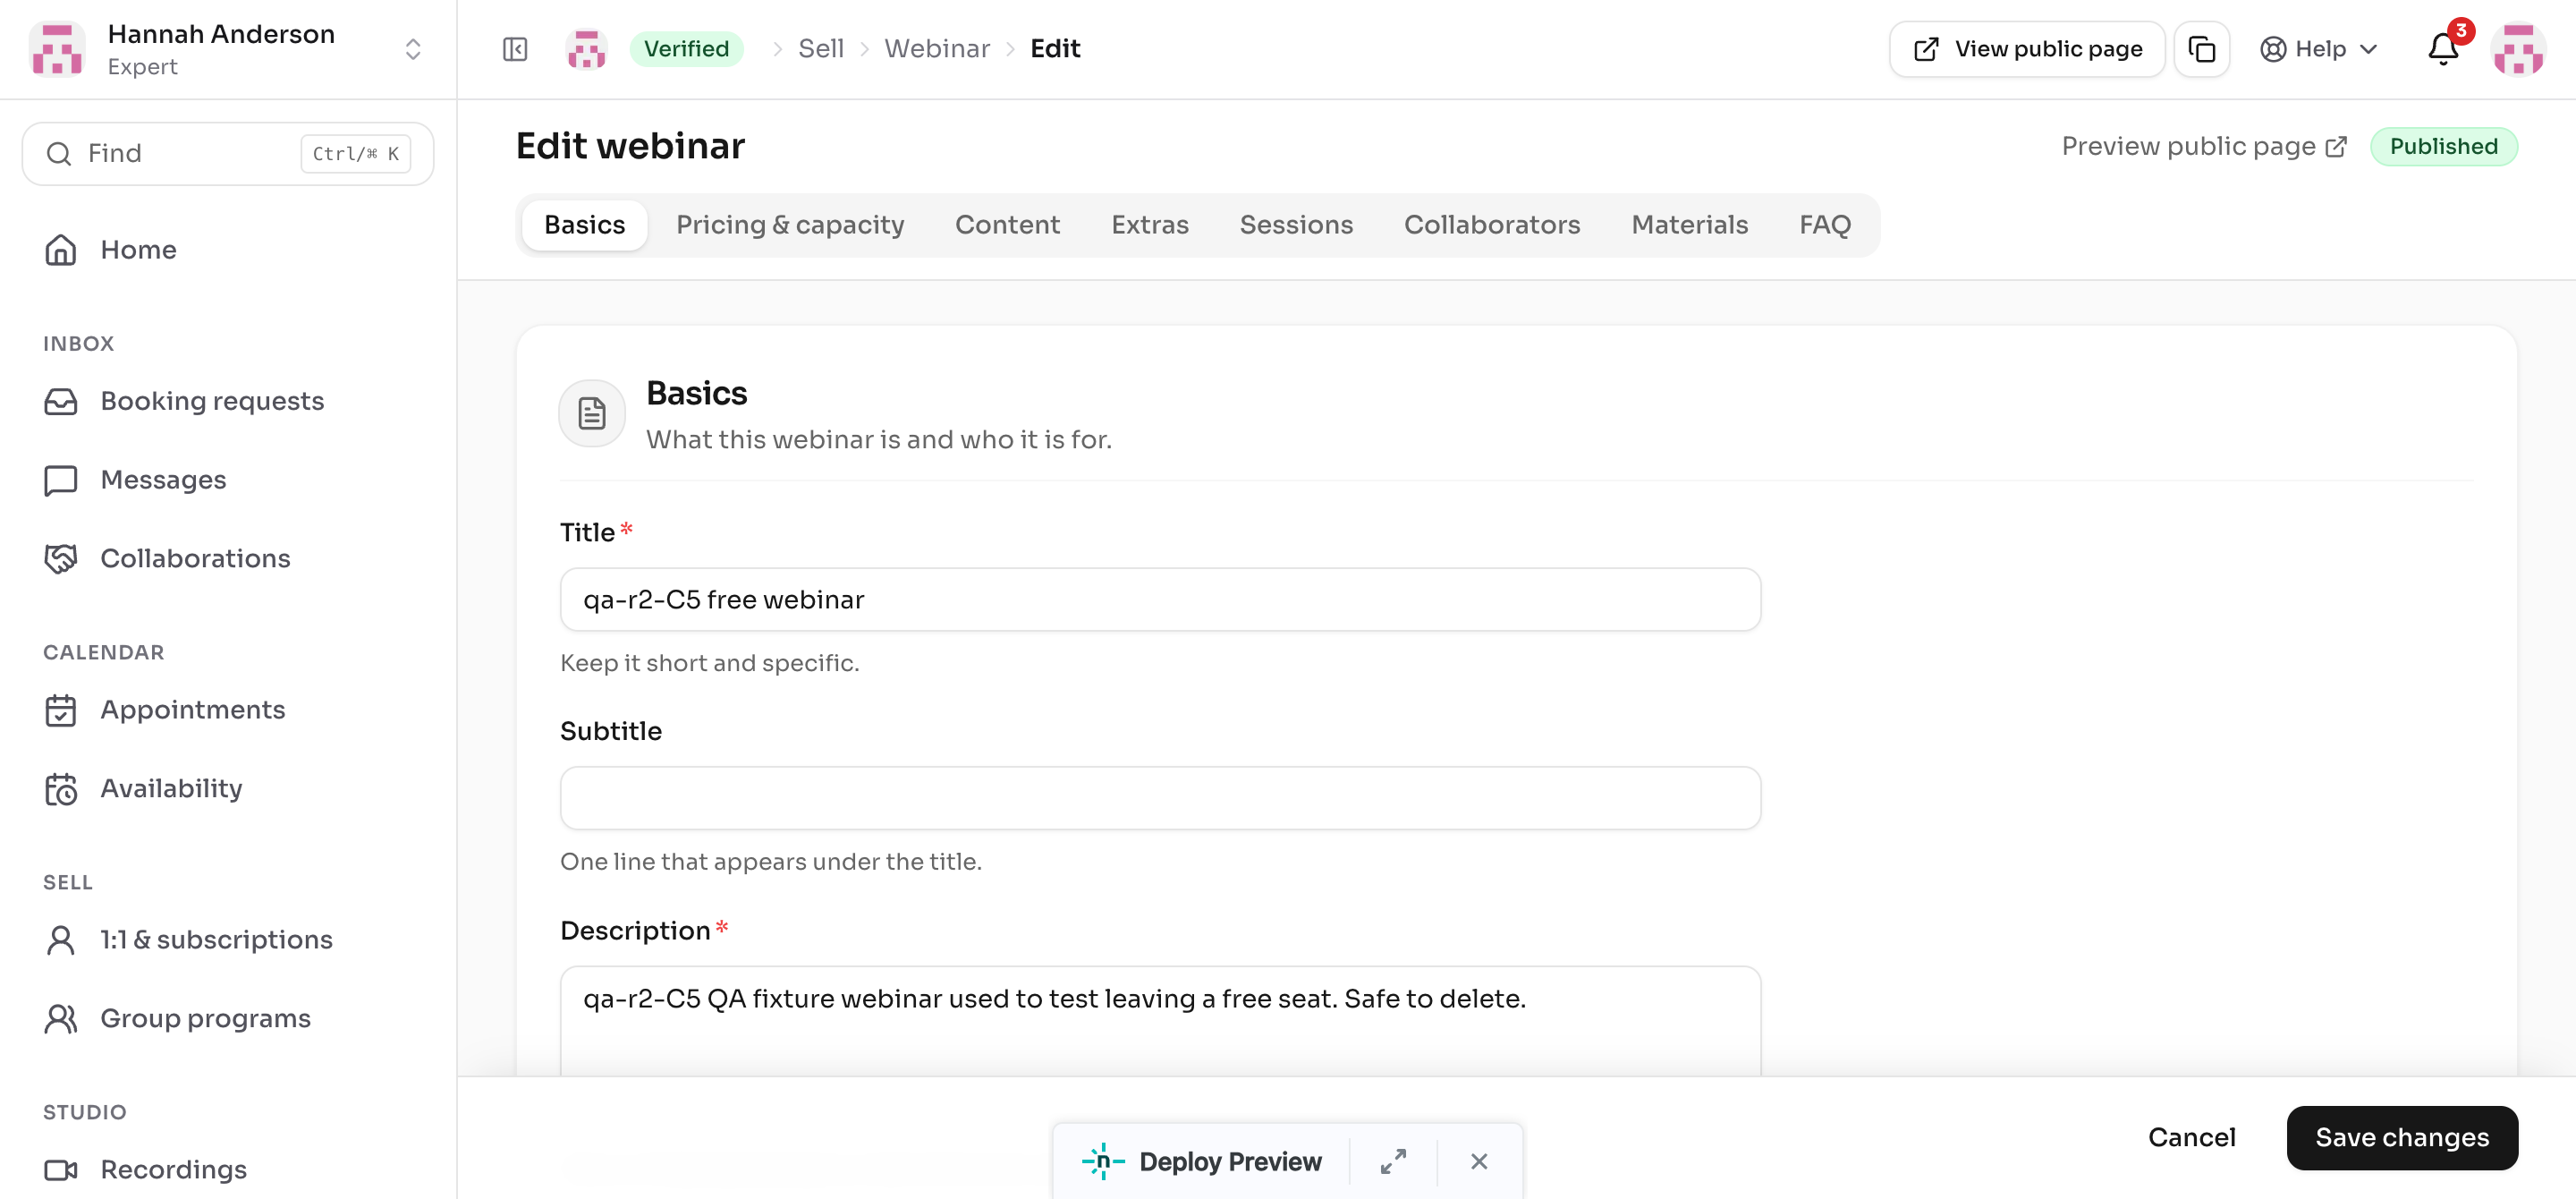 Hannah Anderson
Expert
Verified
Sell
Webinar
Edit
View public page
Help
3
Find
Ctrl/⌘ K
Home
INBOX
Booking requests
Messages
Collaborations
CALENDAR
Appointments
Availability
SELL
1:1 & subscriptions
Group programs
STUDIO
Recordings
Edit webinar
Preview public page
Published
Basics
Pricing & capacity
Content
Extras
Sessions
Collaborators
Materials
FAQ
Basics
What this webinar is and who it is for.
Title*
qa-r2-C5 free webinar
Keep it short and specific.
Subtitle
One line that appears under the title.
Description*
qa-r2-C5 QA fixture webinar used to test leaving a free seat. Safe to delete.
n Deploy Preview
Cancel
Save changes